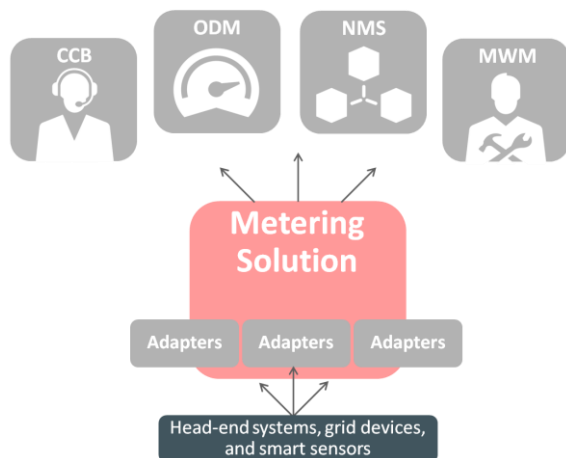 CCB
ODM
NMS
MWM
Metering
Solution
Adapters
Adapters
Adapters
Head-end systems, grid devices,
and smart sensors